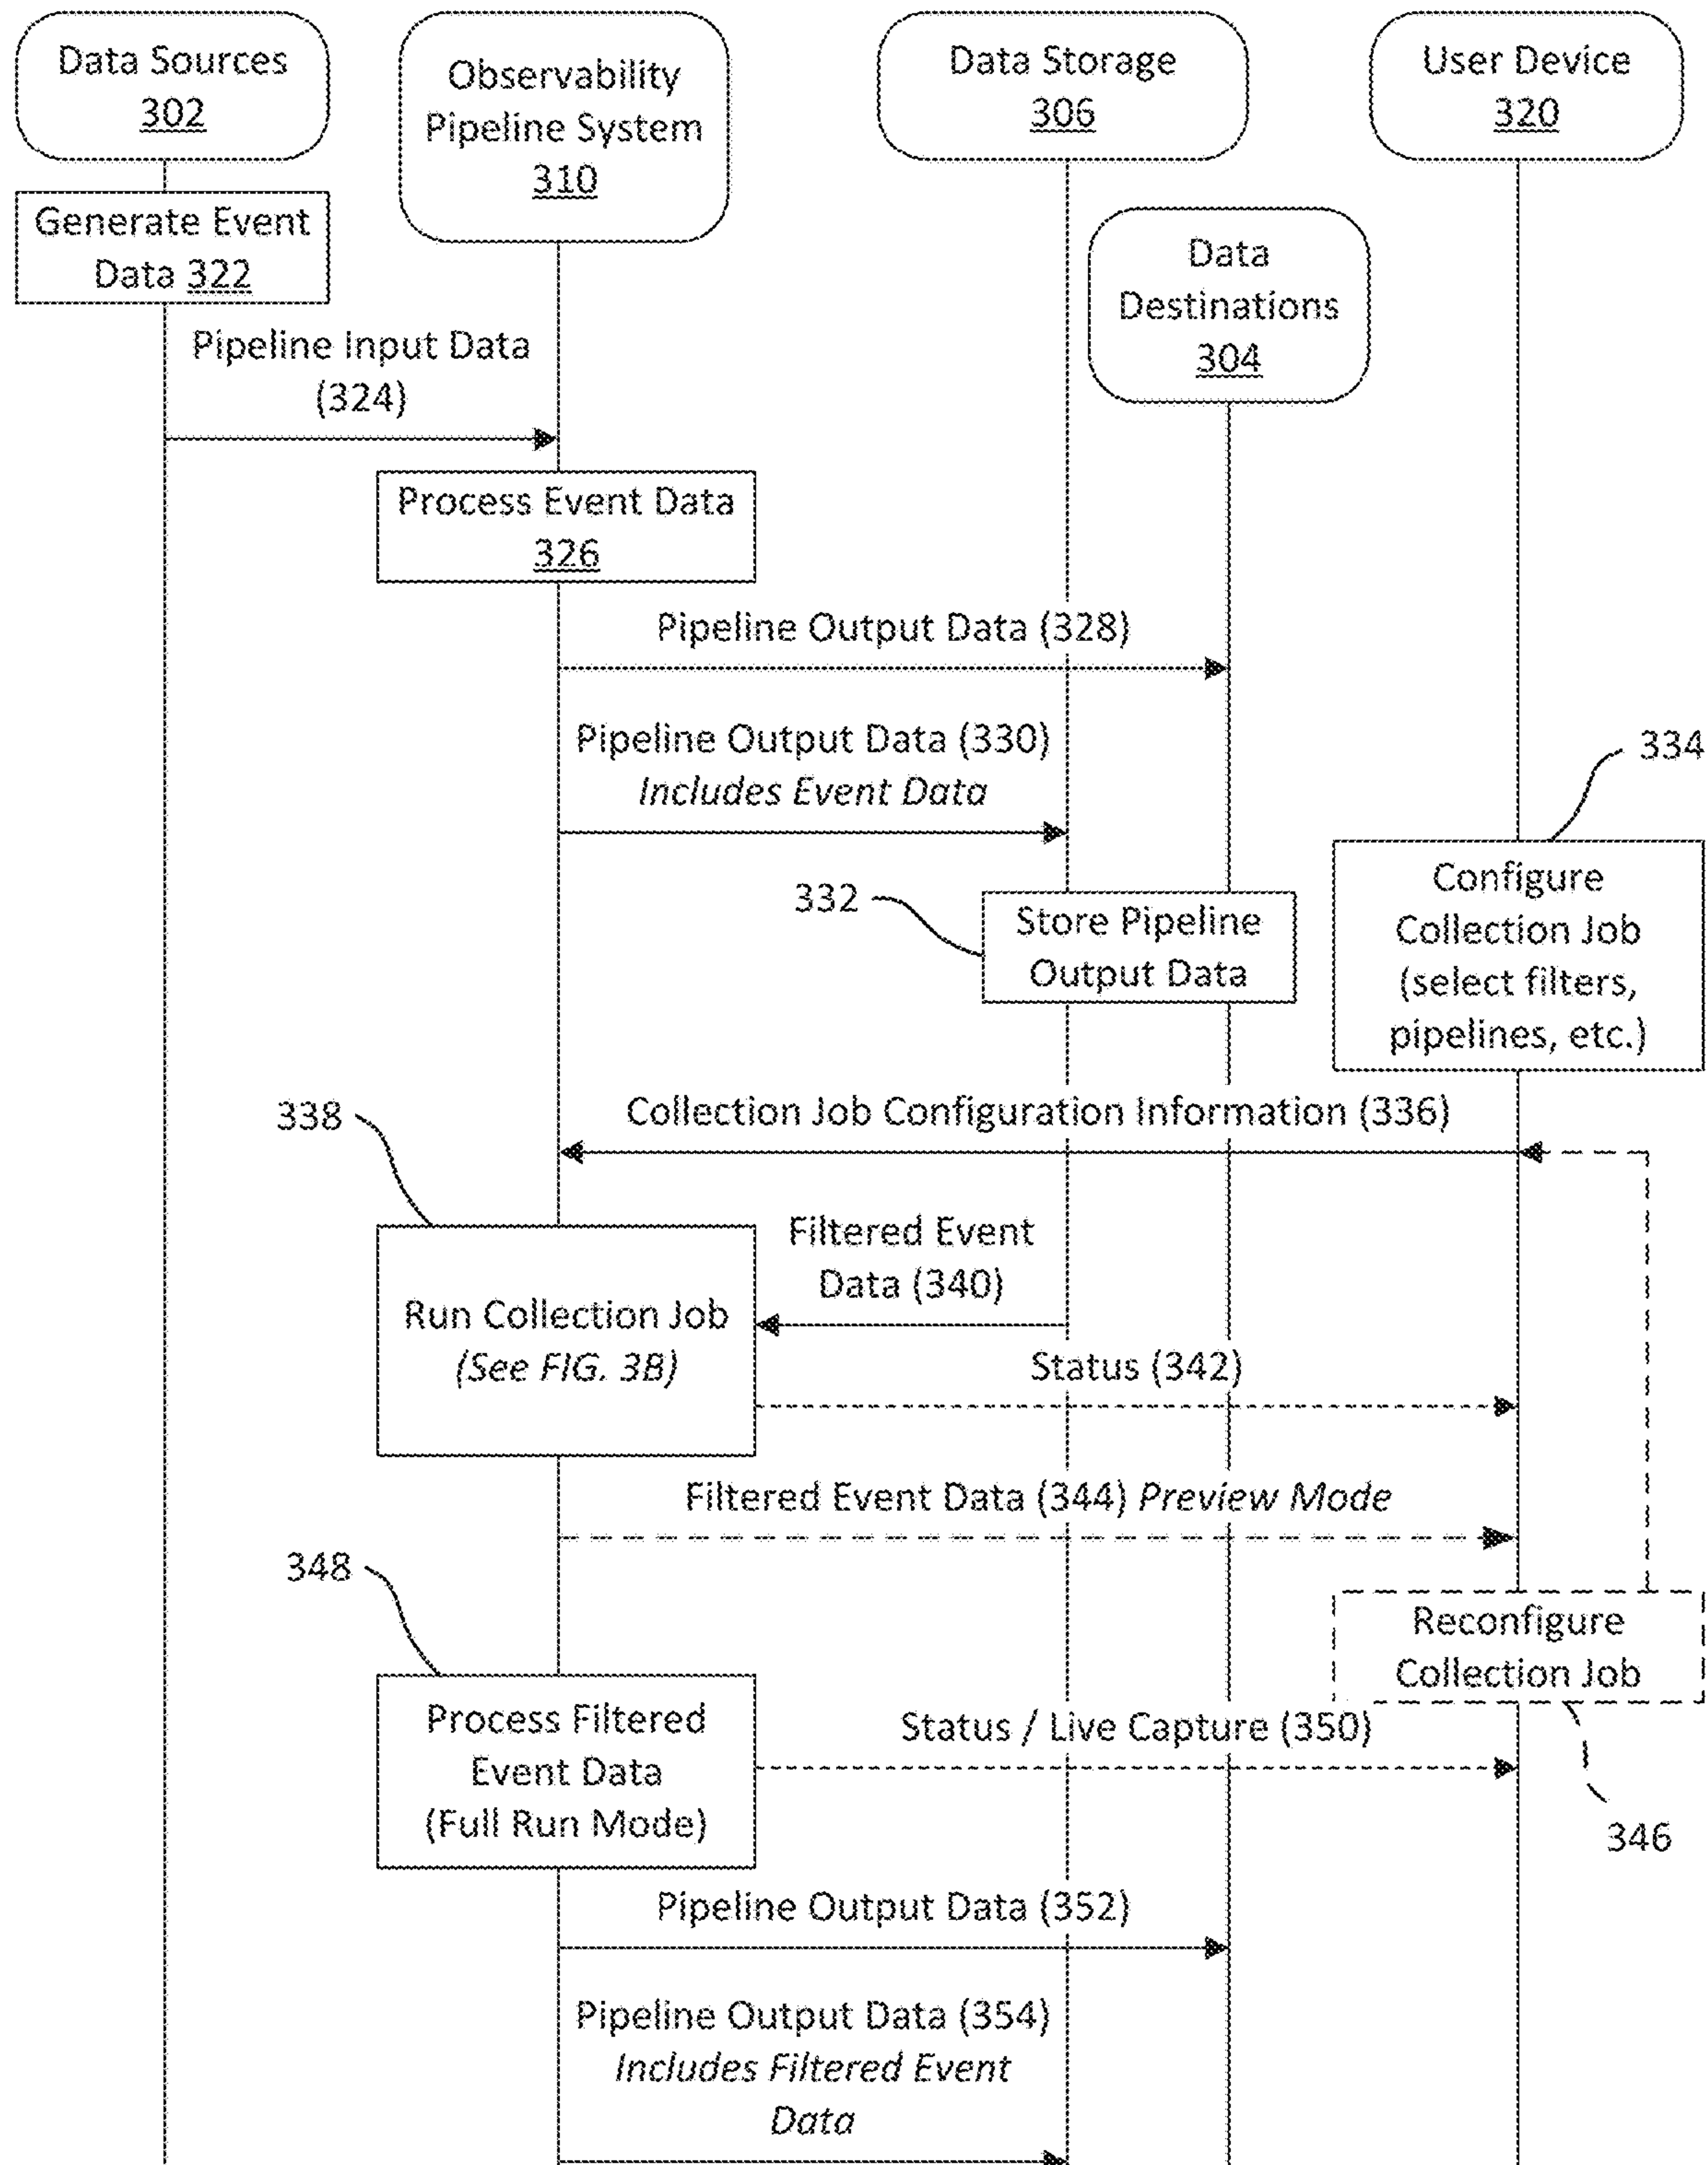 Data Sources
302
Observability
Pipeline System
310
Data Storage
306
User Device
320
Generate Event
Data 322
Data
Destinations
304
Pipeline Input Data
(324)
Process Event Data
326
Pipeline Output Data (328)
Pipeline Output Data (330)
Includes Event Data
334
332
Store Pipeline
Output Data
Configure
Collection Job
(select filters,
pipelines, etc.)
338
Collection Job Configuration Information (336)
Filtered Event
Data (340)
Run Collection Job
(See FIG. 3B)
Status (342)
Filtered Event Data (344) Preview Mode
348
Reconfigure
Collection Job
Process Filtered
Event Data
(Full Run Mode)
Status / Live Capture (350)
346
Pipeline Output Data (352)
Pipeline Output Data (354)
Includes Filtered Event
Data